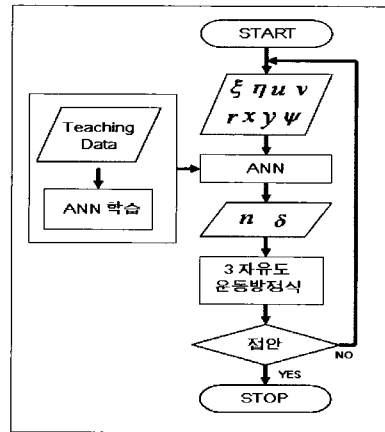 START
ξ η u v
r x y ψ
Teaching
Data
ANN 학습
ANN
n δ
3 자유도
운동방정식
접안
NO
YES
STOP